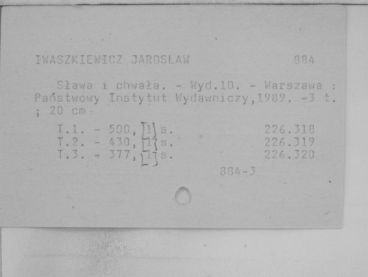 IWASZKIEWICZ JAROSŁAW 884
Sława i chwała. - Wyd.10. - Warszawa :
Państwowy Instytut Wydawniczy,1989. -3 t.
; 20 cm
T.1. - 500,[1] s. 226.318
T.2. - 430,[1] s. 226.319
T.3. - 377,[1] s. 226.320
884-3